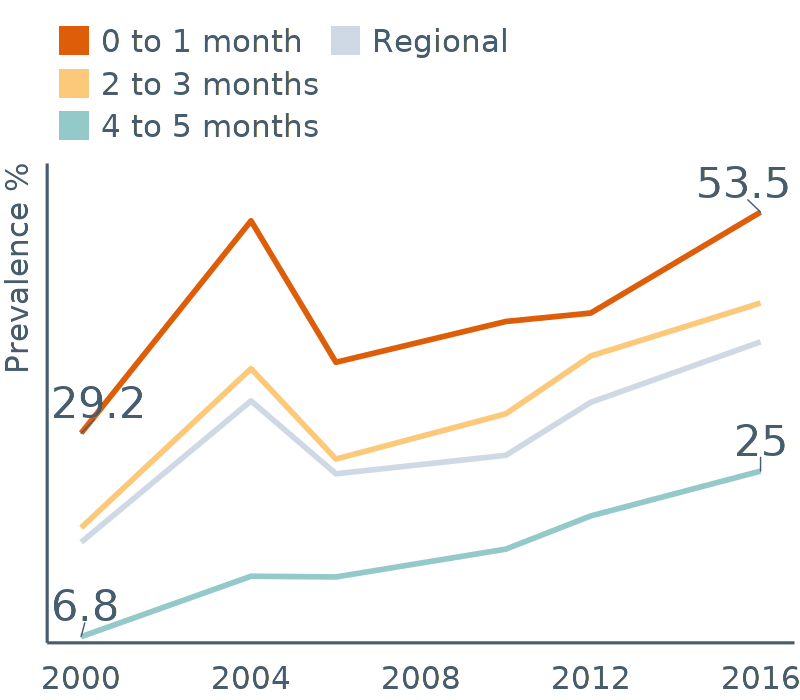 0 to 1 month Regional
2 to 3 months
4 to 5 months
Prevalence %
53.5
29.2
25
6.8
2000 2004 2008 2012 2016